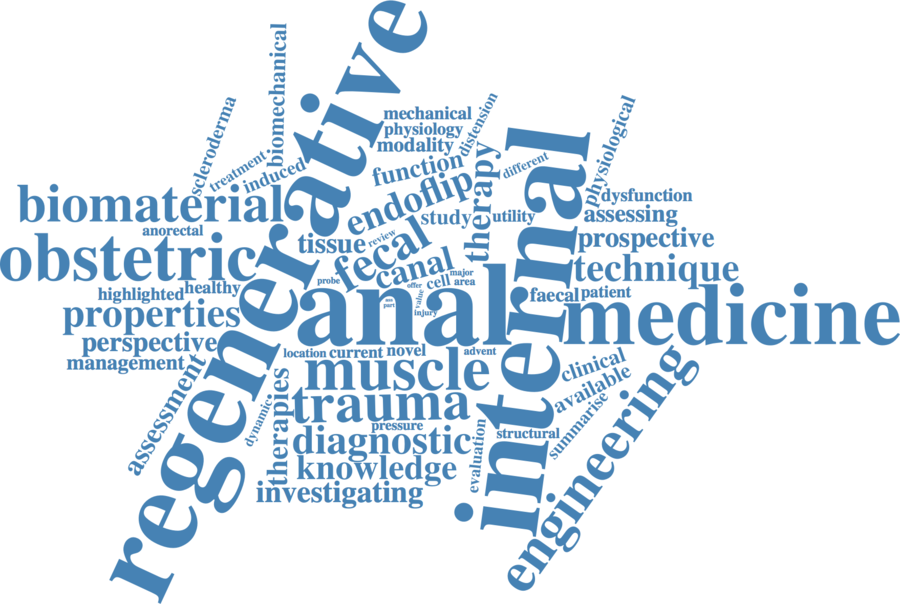 regenerative
biomechanical
scleroderma
treatment
induced
mechanical
physiology
modality
distension
function
different
physiological
biomaterial
endoflip
therapy
internal
dysfunction
anorectal
study
utility
assessing
obstetric
tissue
review
fecal
prospective
canal
technique
highlighted
healthy
probe
offer
cell
major
area
anal
value
use
part
injury
faecal
patient
properties
medicine
perspective
management
location
current
novel
advent
assessment
muscle
clinical
available
therapies
trauma
engineering
dynamic
pressure
summarise
diagnostic
structural
evaluation
knowledge
investigating